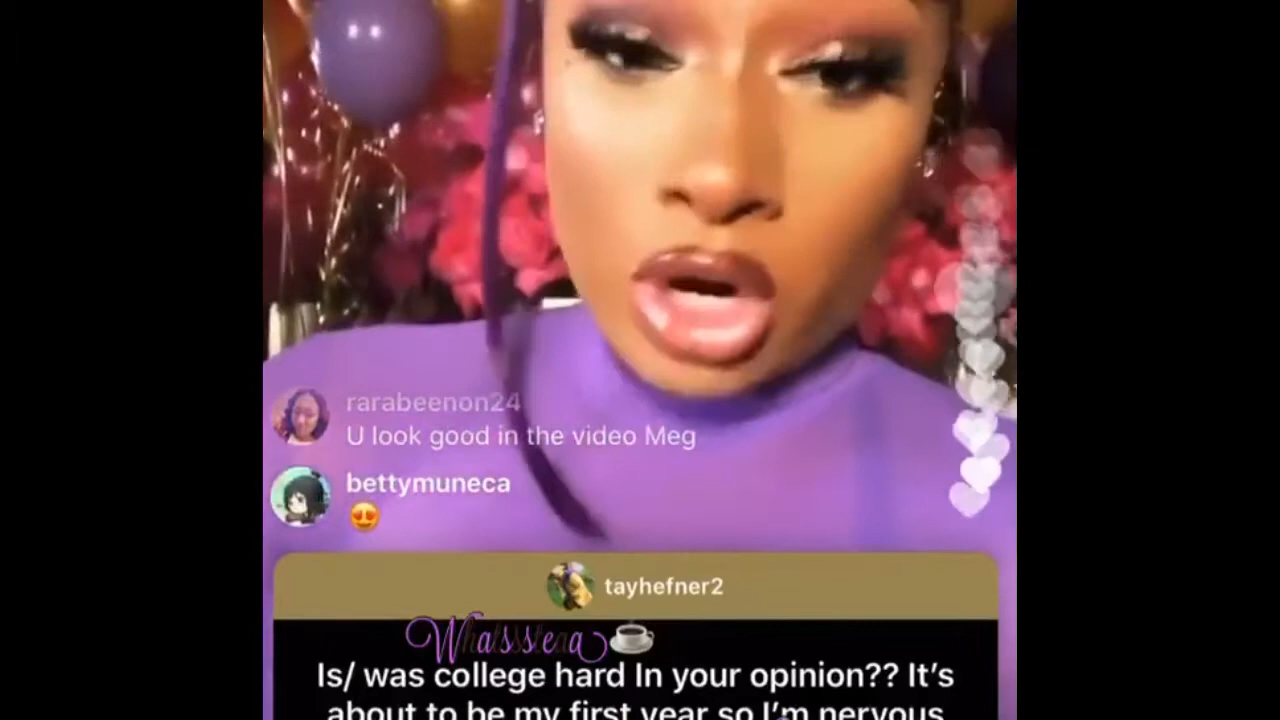 rarabeenon24
U look good in the video Meg
bettymuneca
😍
tayhefner2
Whatsssteaa
Is/ was college hard In your opinion?? It's
about to be my first year so I'm nervous